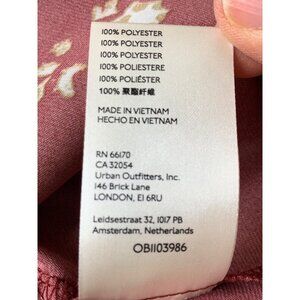 100% POLYESTER
100% POLYESTER
100% POLYESTER
100% POLIESTERE
100% POLIÉSTER
100% 聚酯纤维
MADE IN VIETNAM
HECHO EN VIETNAM
RN 66170
CA 32054
Urban Outfitters, Inc.
146 Brick Lane
LONDON, E1 6RU
Leidsestraat 32, 1017 PB
Amsterdam, Netherlands
OB1103986